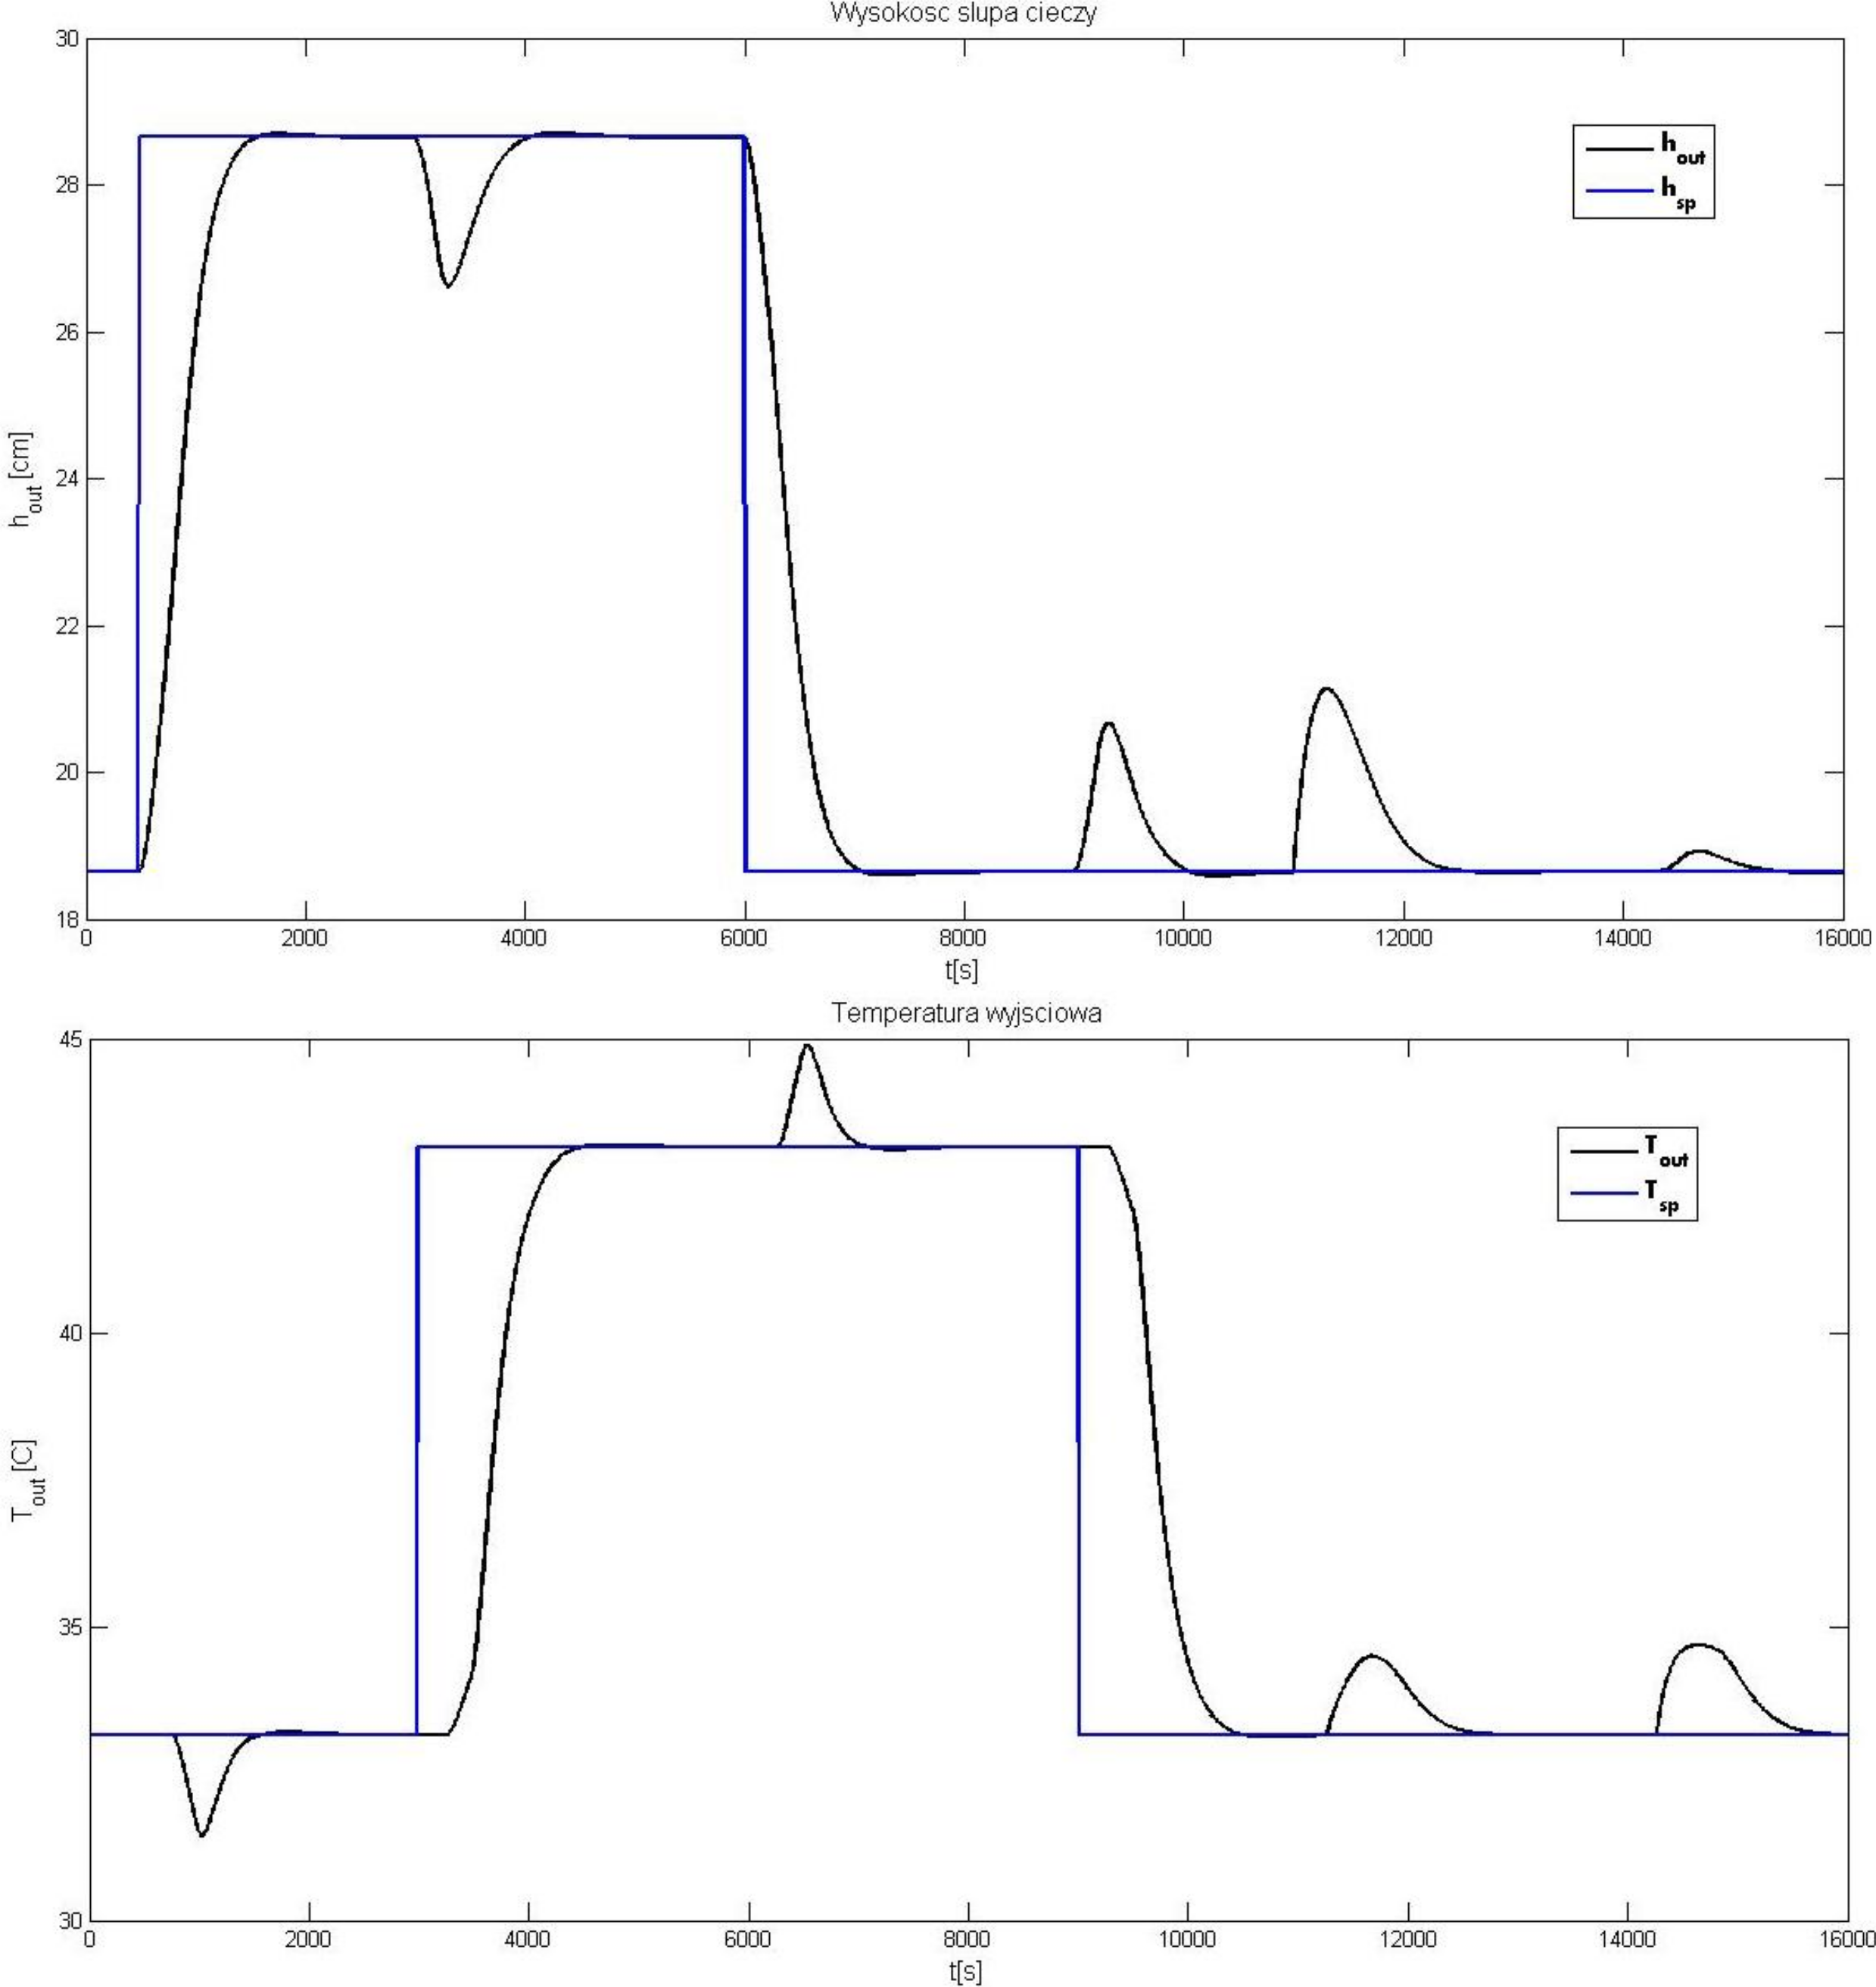 Wysokosc slupa cieczy
30
28
26
24
22
20
18
h_out [cm]
h_out
h_sp
0 2000 4000 6000 8000 10000 12000 14000 16000
t[s]
Temperatura wyjsciowa
45
40
35
30
T_out [C]
T_out
T_sp
0 2000 4000 6000 8000 10000 12000 14000 16000
t[s]